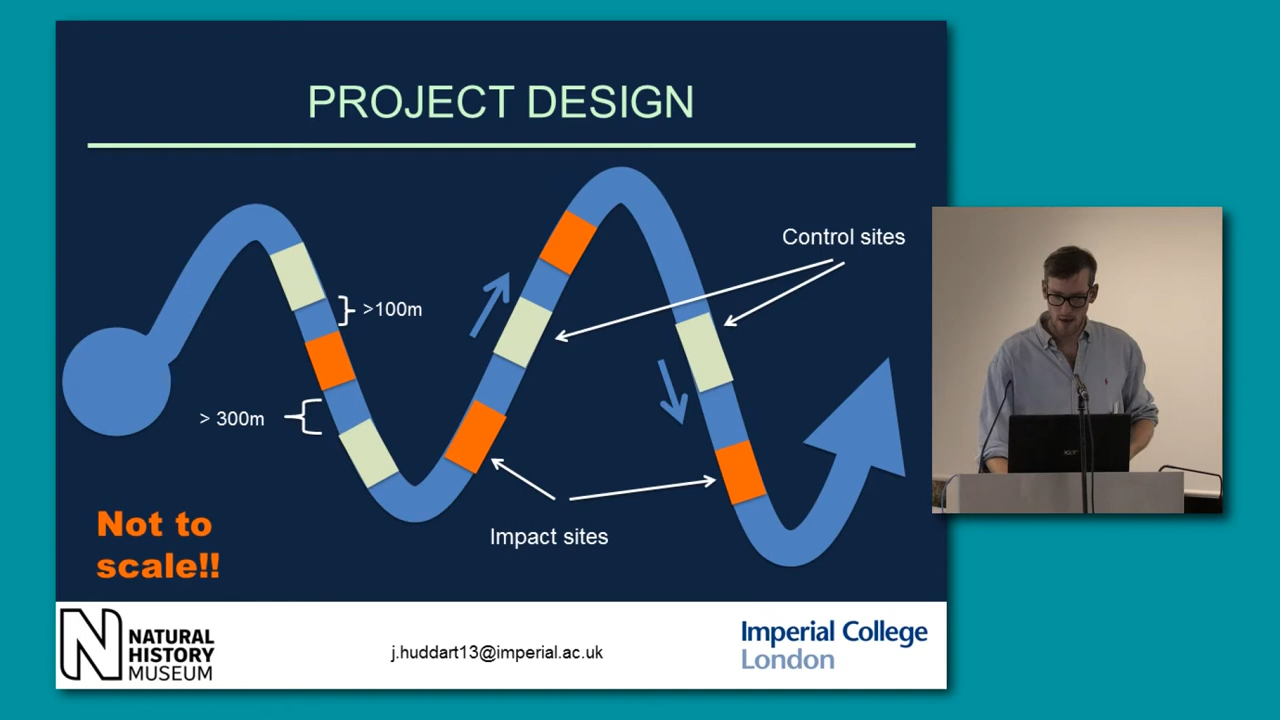 PROJECT DESIGN
Control sites
>100m
> 300m
Impact sites
Not to
scale!!
NATURAL
HISTORY
MUSEUM
j.huddart13@imperial.ac.uk
Imperial College
London
acer